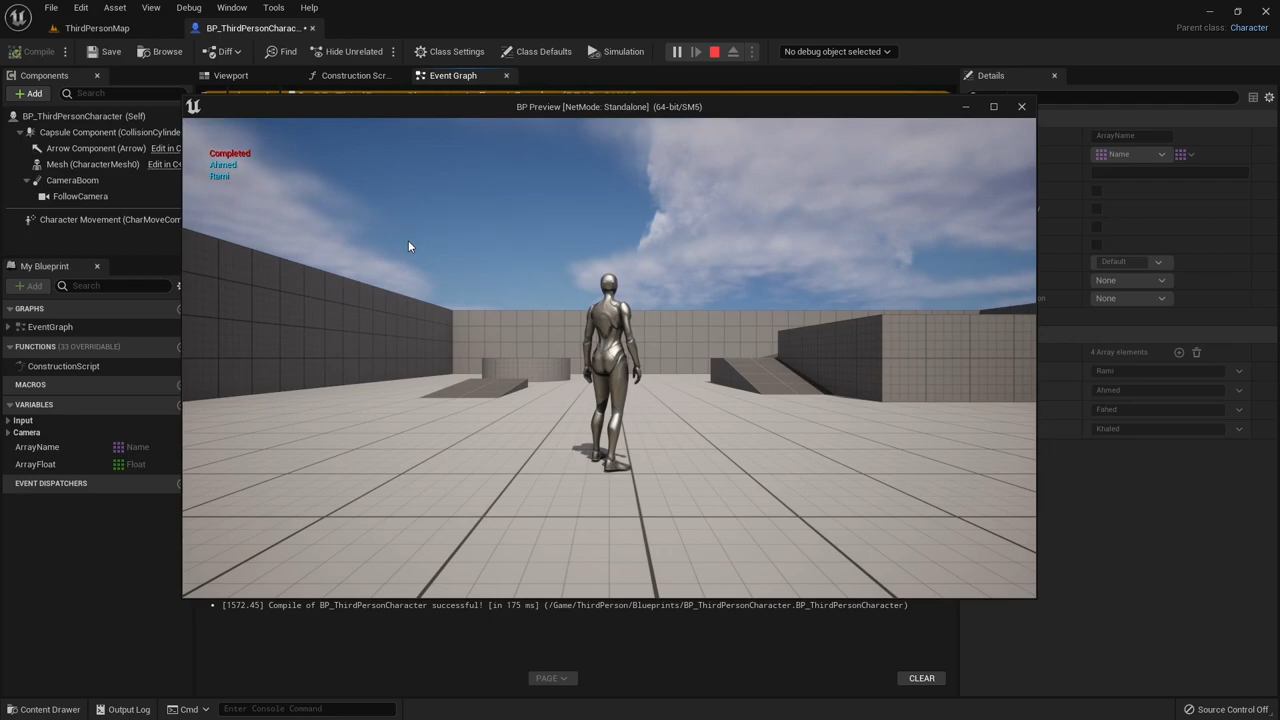 File Edit Asset View Debug Window Tools Help
ThirdPersonMap BP_ThirdPersonCharac...• Parent class: Character
Compile Save Browse Diff Find Hide Unrelated Class Settings Class Defaults Simulation No debug object selected
Components Viewport Construction Scr... Event Graph Details
Add Search
BP Preview [NetMode: Standalone] (64-bit/SM5)
BP_ThirdPersonCharacter (Self)
Capsule Component (CollisionCylinde
Arrow Component (Arrow) Edit in C
Mesh (CharacterMesh0) Edit in C
CameraBoom
FollowCamera
Character Movement (CharMoveCom
Completed
Ahmed
Rami
ArrayName
Name
Default
None
None
My Blueprint
Add Search
GRAPHS
EventGraph
FUNCTIONS (33 OVERRIDABLE)
ConstructionScript
MACROS
VARIABLES
Input
Camera
ArrayName Name
ArrayFloat Float
EVENT DISPATCHERS
4 Array elements
Rami
Ahmed
Fahed
Khaled
[1572.45] Compile of BP_ThirdPersonCharacter successful! [in 175 ms] (/Game/ThirdPerson/Blueprints/BP_ThirdPersonCharacter.BP_ThirdPersonCharacter)
PAGE CLEAR
Content Drawer Output Log Cmd Enter Console Command Source Control Off